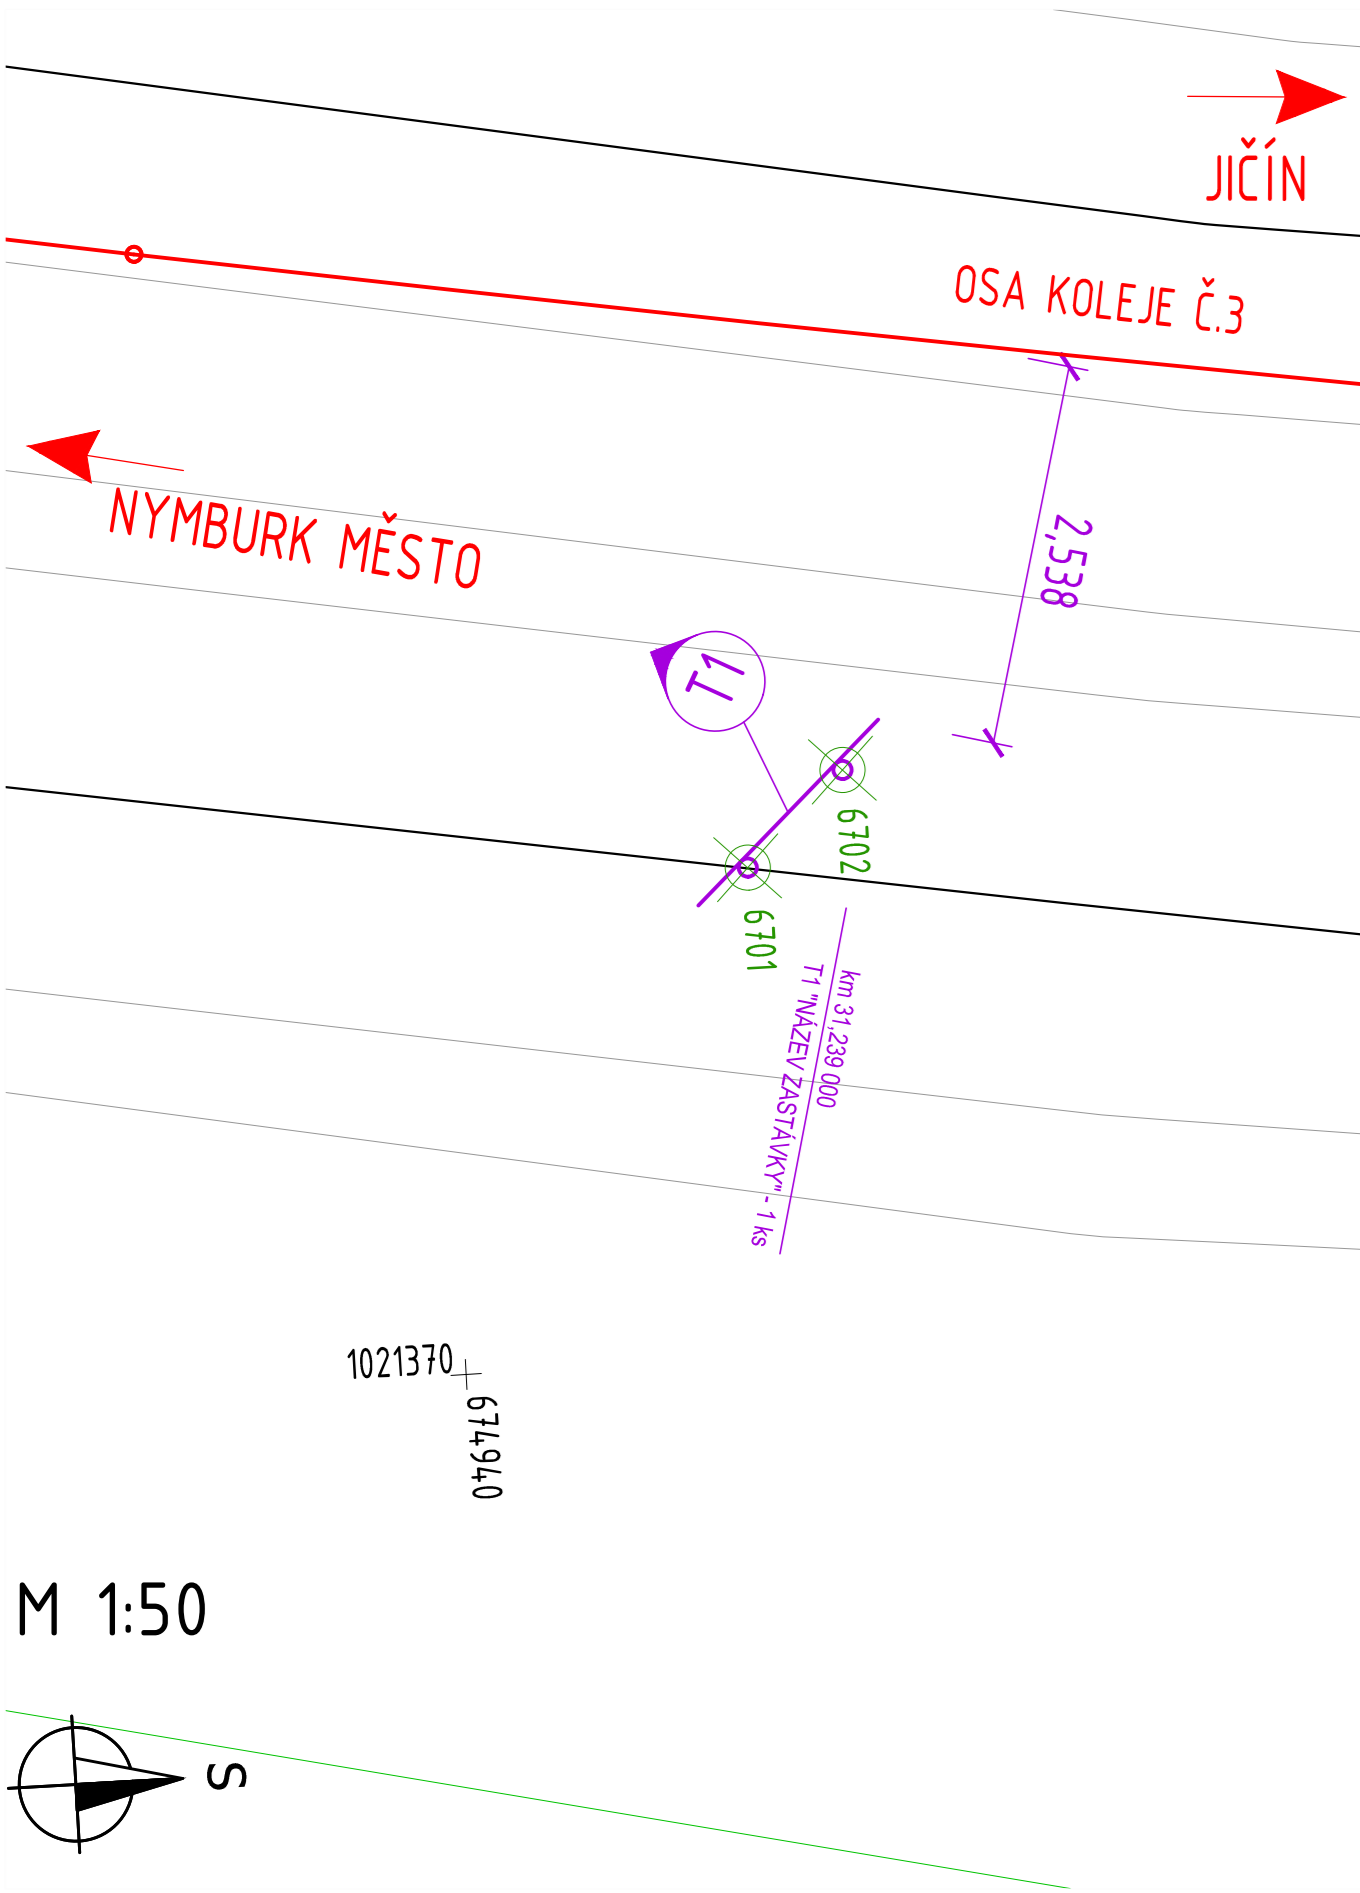 JIČÍN
OSA KOLEJE Č.3
NYMBURK MĚSTO
2,538
T1
6702
6701
km 31,239 000
T1 "NÁZEV ZASTÁVKY" - 1 ks
1021370
674940
M 1:50
S